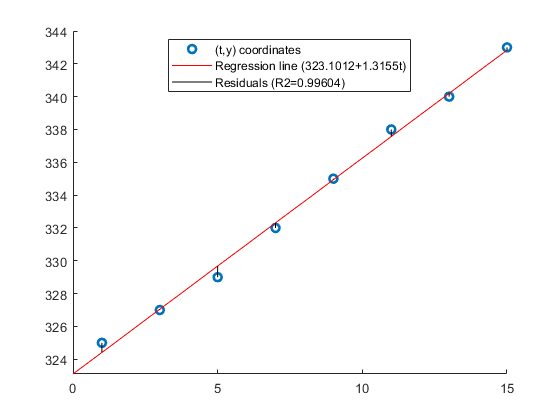 344
342
340
338
336
334
332
330
328
326
324
0 5 10 15
(t,y) coordinates
Regression line (323.1012+1.3155t)
Residuals (R2=0.99604)